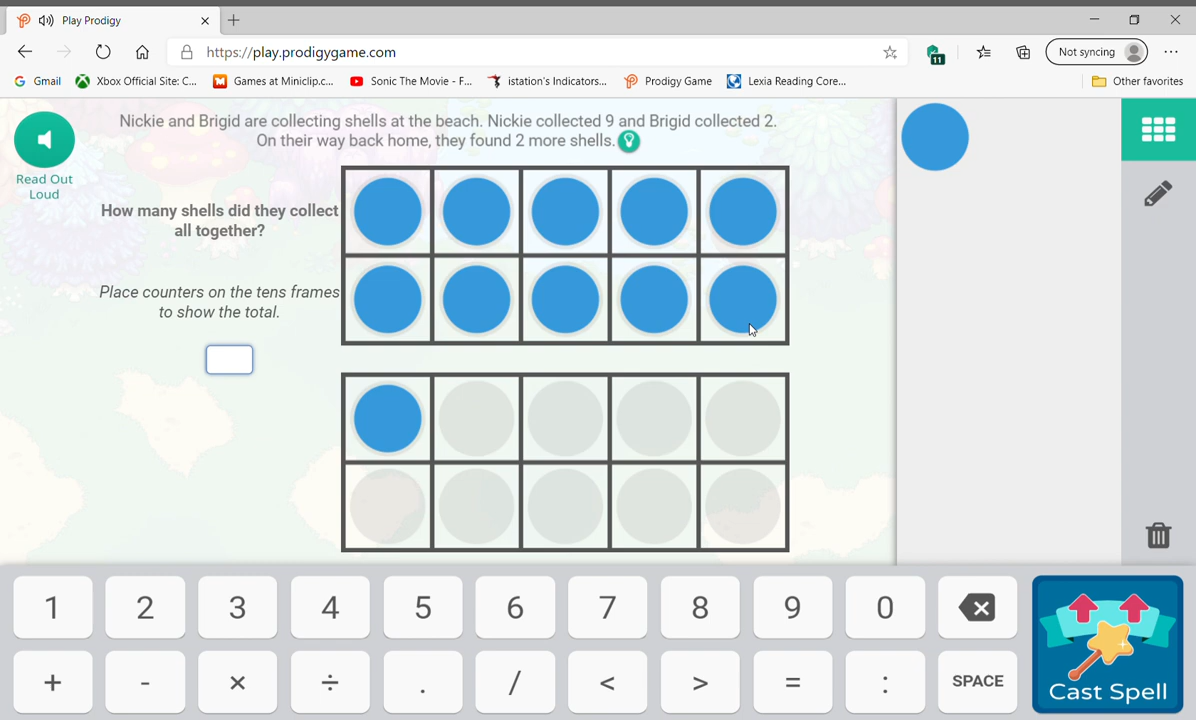 Play Prodigy
https://play.prodigygame.com
11
Not syncing
Gmail
Xbox Official Site: C...
Games at Miniclip.c...
Sonic The Movie - F...
istation's Indicators...
Prodigy Game
Lexia Reading Core...
Other favorites
Nickie and Brigid are collecting shells at the beach. Nickie collected 9 and Brigid collected 2.
On their way back home, they found 2 more shells.
Read Out
Loud
How many shells did they collect
all together?
Place counters on the tens frames
to show the total.
1 2 3 4 5 6 7 8 9 0
+ - × ÷ . / < > = : SPACE
Cast Spell